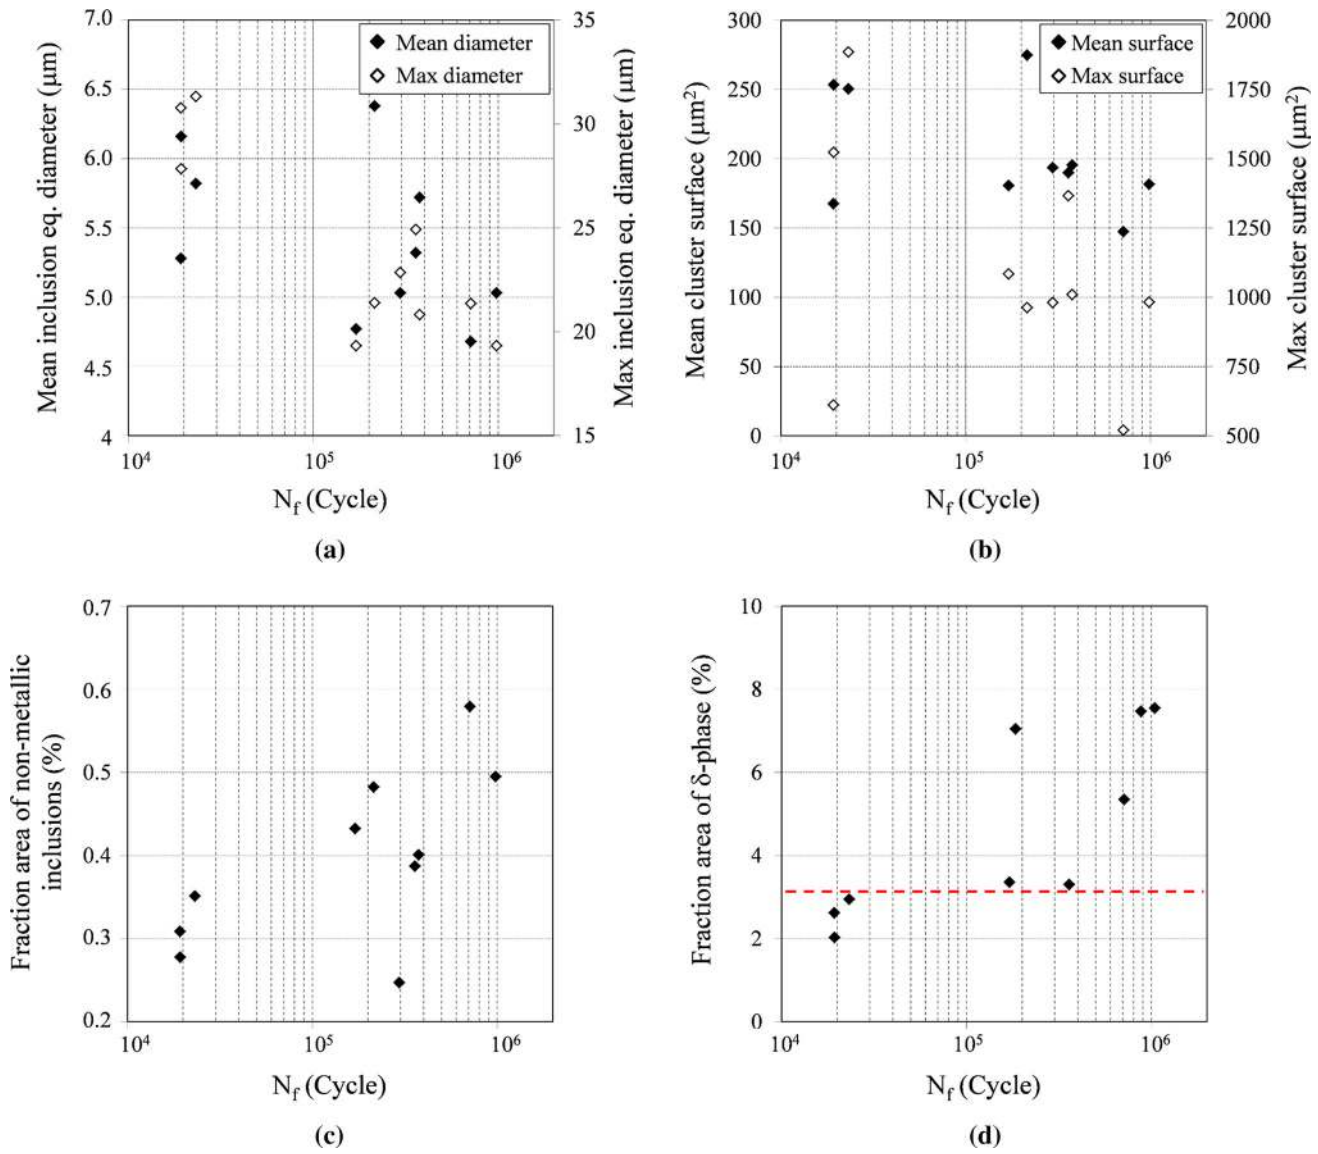 7.0
6.5
6.0
5.5
5.0
4.5
4
Mean inclusion eq. diameter (μm)
Mean diameter
Max diameter
35
30
25
20
15
Max inclusion eq. diameter (μm)
10⁴ 10⁵ 10⁶
N_f (Cycle)
(a)
300
250
200
150
100
50
0
Mean cluster surface (μm²)
Mean surface
Max surface
2000
1750
1500
1250
1000
750
500
Max cluster surface (μm²)
10⁴ 10⁵ 10⁶
N_f (Cycle)
(b)
0.7
0.6
0.5
0.4
0.3
0.2
Fraction area of non-metallic
inclusions (%)
10⁴ 10⁵ 10⁶
N_f (Cycle)
(c)
10
8
6
4
2
0
Fraction area of δ-phase (%)
10⁴ 10⁵ 10⁶
N_f (Cycle)
(d)